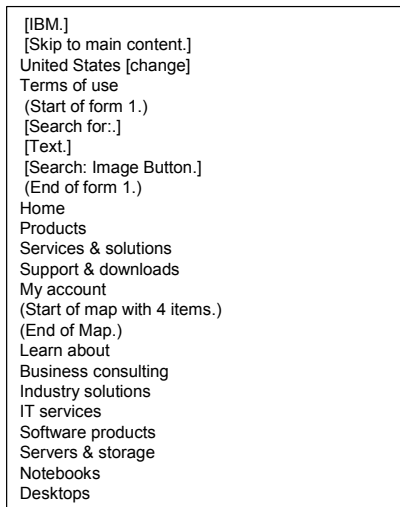 [IBM.]
[Skip to main content.]
United States [change]
Terms of use
(Start of form 1.)
[Search for:.]
[Text.]
[Search: Image Button.]
(End of form 1.)
Home
Products
Services & solutions
Support & downloads
My account
(Start of map with 4 items.)
(End of Map.)
Learn about
Business consulting
Industry solutions
IT services
Software products
Servers & storage
Notebooks
Desktops